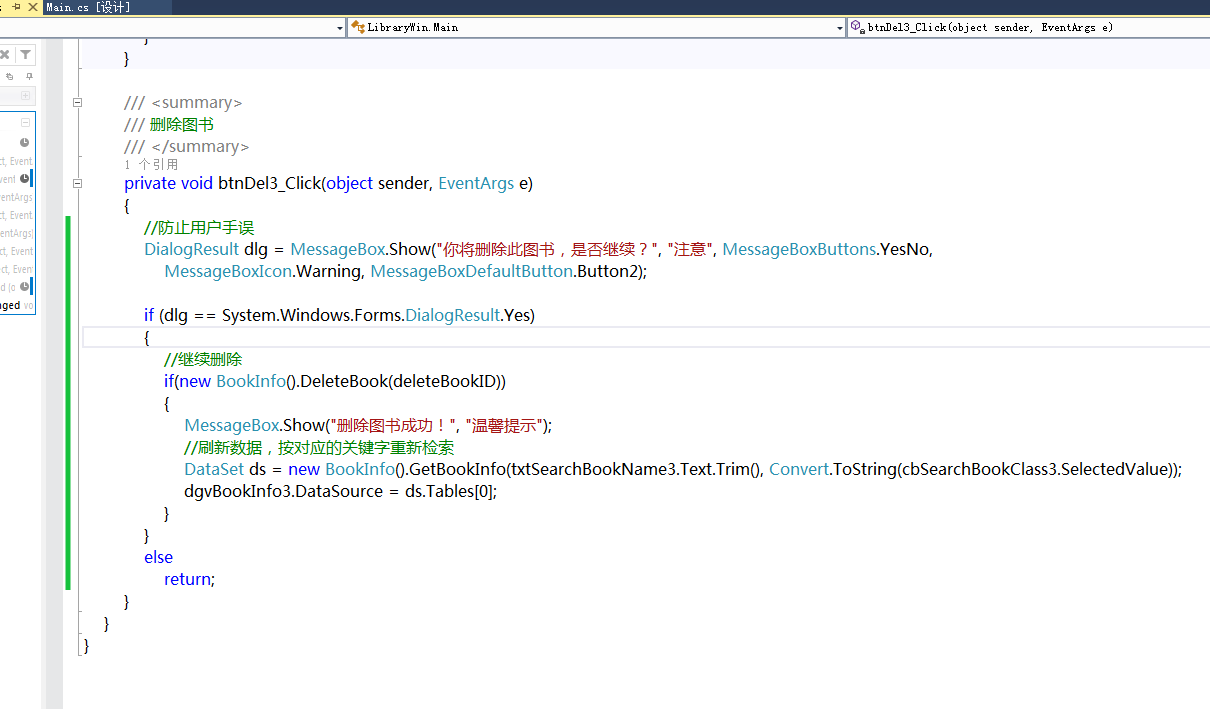 Main.cs [设计]
LibraryWin.Main
btnDel3_Click(object sender, EventArgs e)
}
}
/// <summary>
/// 删除图书
/// </summary>
1 个引用
private void btnDel3_Click(object sender, EventArgs e)
{
//防止用户手误
DialogResult dlg = MessageBox.Show("你将删除此图书，是否继续？", "注意", MessageBoxButtons.YesNo,
MessageBoxIcon.Warning, MessageBoxDefaultButton.Button2);
if (dlg == System.Windows.Forms.DialogResult.Yes)
{
//继续删除
if(new BookInfo().DeleteBook(deleteBookID))
{
MessageBox.Show("删除图书成功！", "温馨提示");
//刷新数据，按对应的关键字重新检索
DataSet ds = new BookInfo().GetBookInfo(txtSearchBookName3.Text.Trim(), Convert.ToString(cbSearchBookClass3.SelectedValue));
dgvBookInfo3.DataSource = ds.Tables[0];
}
}
else
return;
}
}
}
ct, Event
vent
ventArgs
ct, Event
entArgs)
ct, Event
ct, Event
d (o
aged vo